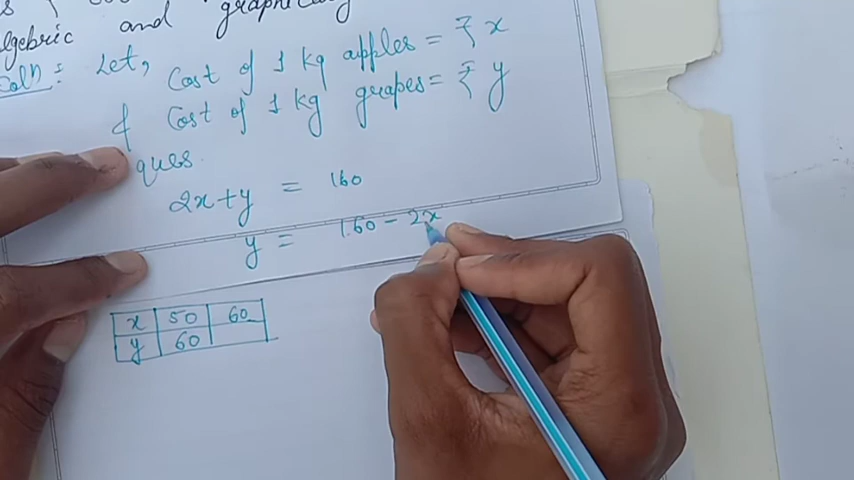 algebric and graphically
Solⁿ: Let, Cost of 1 kg apples = ₹ x
& Cost of 1 kg grapes = ₹ y
ques.
2x+y = 160
y = 160 - 2x
x 50 60
y 60